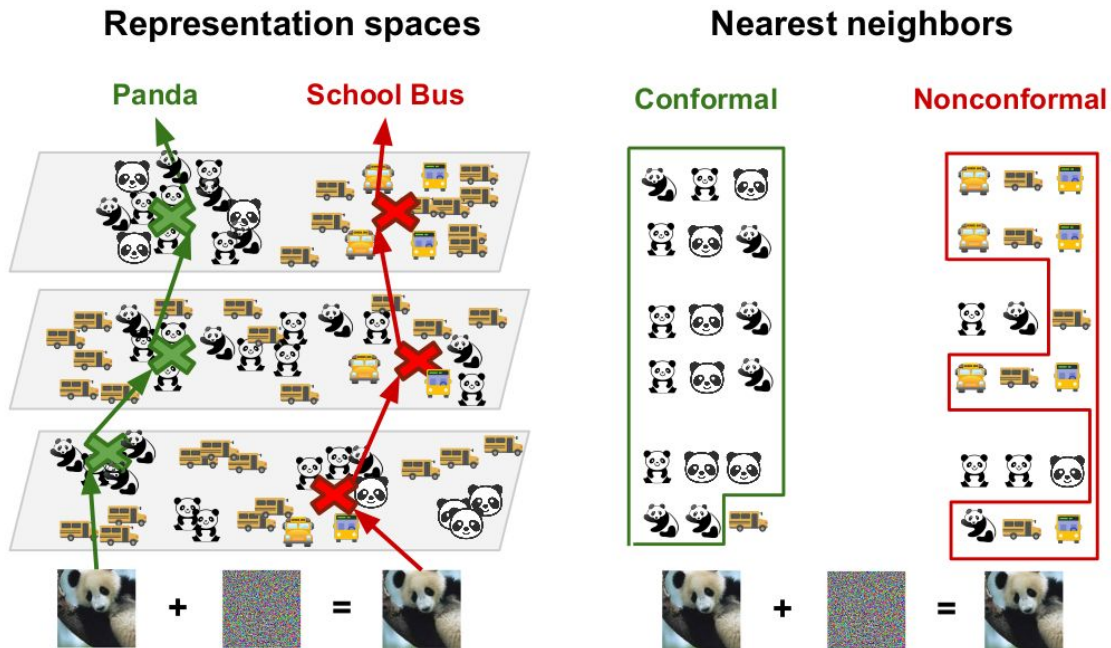 Representation spaces
Nearest neighbors
Panda
School Bus
Conformal
Nonconformal
+
=
+
=